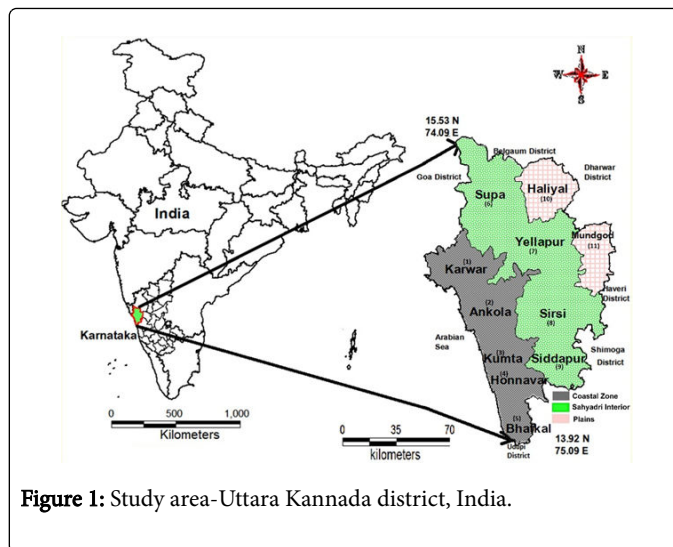 N
W E
S
15.53 N
74.09 E
Belgaum District
Goa District
Dharwar
District
Supa
(6)
Haliyal
(10)
India
Mundgod
(11)
Yellapur
(7)
(1)
Karwar
Haveri
District
(2)
Ankola
Sirsi
(8)
Karnataka
Arabian
Sea
Shimoga
District
(3)
Kumta
Siddapur
(9)
(4)
Honnavar
Coastal Zone
Sahyadri Interior
Plains
(5)
Bhatkal
Udupi
District
13.92 N
75.09 E
0 500 1,000
Kilometers
0 35 70
kilometers
Figure 1: Study area-Uttara Kannada district, India.